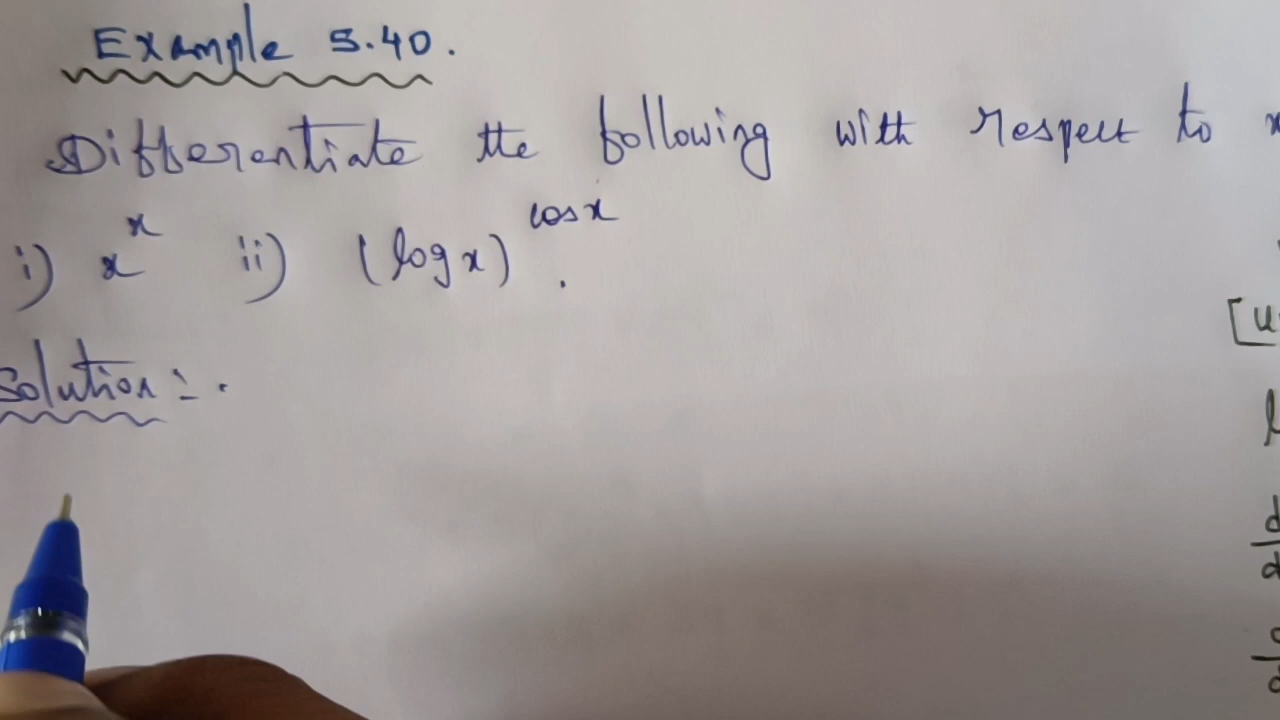 Example 5.40.
Differentiate the following with respect to x
i) x^x ii) (log x)^cos x .
Solution:-.
[u
l
d
d